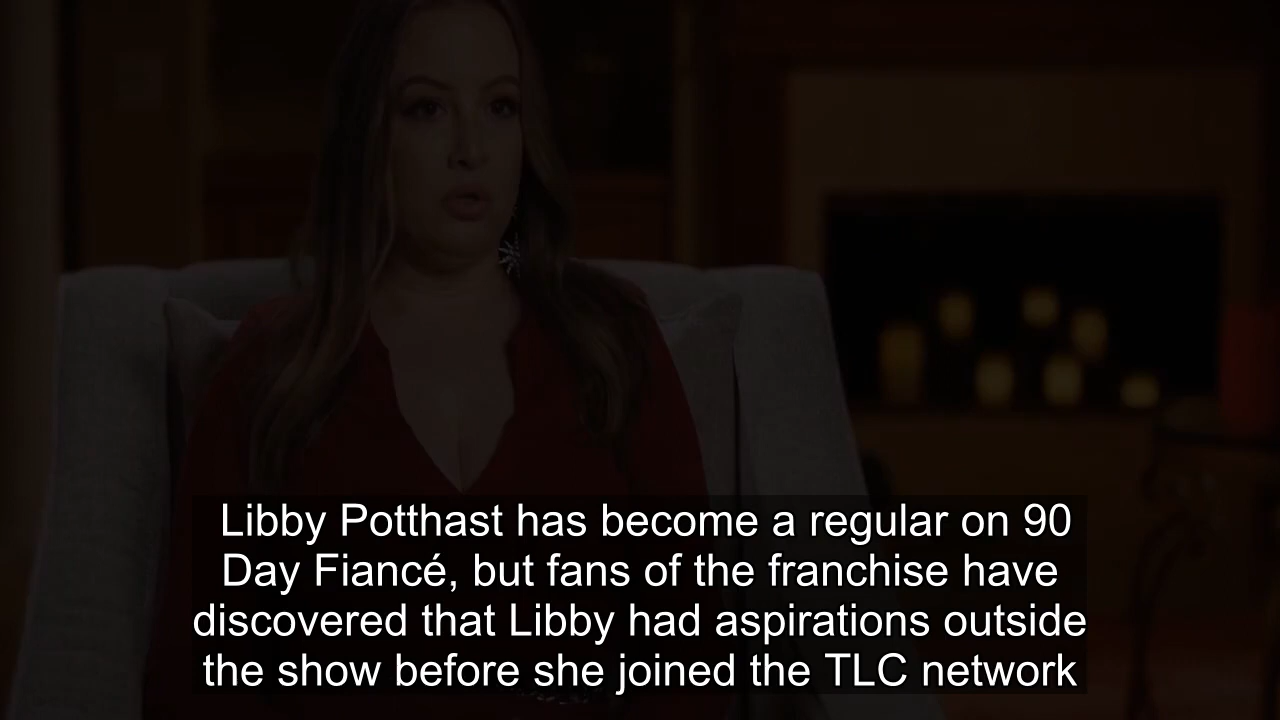 Libby Potthast has become a regular on 90
Day Fiancé, but fans of the franchise have
discovered that Libby had aspirations outside
the show before she joined the TLC network